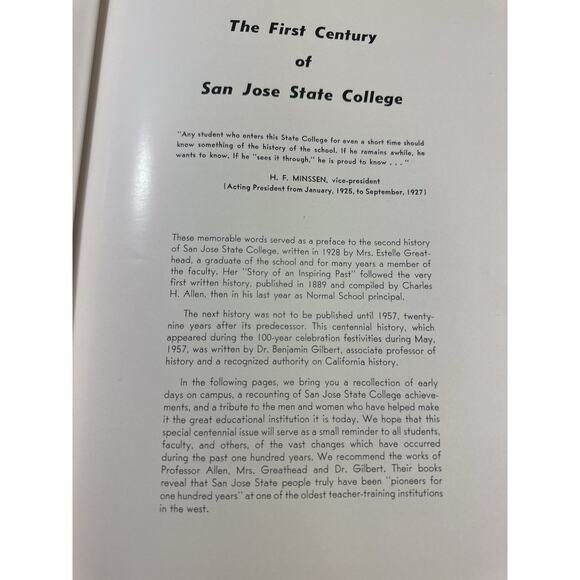 The First Century
of
San Jose State College
"Any student who enters this State College for even a short time should
know something of the history of the school. If he remains awhile, he
wants to know. If he "sees it through," he is proud to know . . . "
H. F. MINSSEN, vice-president
(Acting President from January, 1925, to September, 1927)
These memorable words served as a preface to the second history
of San Jose State College, written in 1928 by Mrs. Estelle Great-
head, a graduate of the school and for many years a member of
the faculty. Her "Story of an Inspiring Past" followed the very
first written history, published in 1889 and compiled by Charles
H. Allen, then in his last year as Normal School principal.
The next history was not to be published until 1957, twenty-
nine years after its predecessor. This centennial history, which
appeared during the 100-year celebration festivities during May,
1957, was written by Dr. Benjamin Gilbert, associate professor of
history and a recognized authority on California history.
In the following pages, we bring you a recollection of early
days on campus, a recounting of San Jose State College achieve-
ments, and a tribute to the men and women who have helped make
it the great educational institution it is today. We hope that this
special centennial issue will serve as a small reminder to all students,
faculty, and others, of the vast changes which have occurred
during the past one hundred years. We recommend the works of
Professor Allen, Mrs. Greathead and Dr. Gilbert. Their books
reveal that San Jose State people truly have been "pioneers for
one hundred years" at one of the oldest teacher-training institutions
in the west.